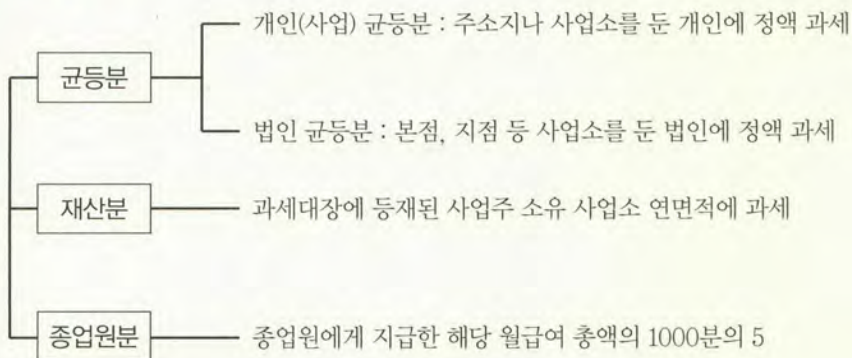 개인(사업) 균등분 : 주소지나 사업소를 둔 개인에 정액 과세
균등분
법인 균등분 : 본점, 지점 등 사업소를 둔 법인에 정액 과세
재산분
과세대장에 등재된 사업주 소유 사업소 연면적에 과세
종업원분
종업원에게 지급한 해당 월급여 총액의 1000분의 5